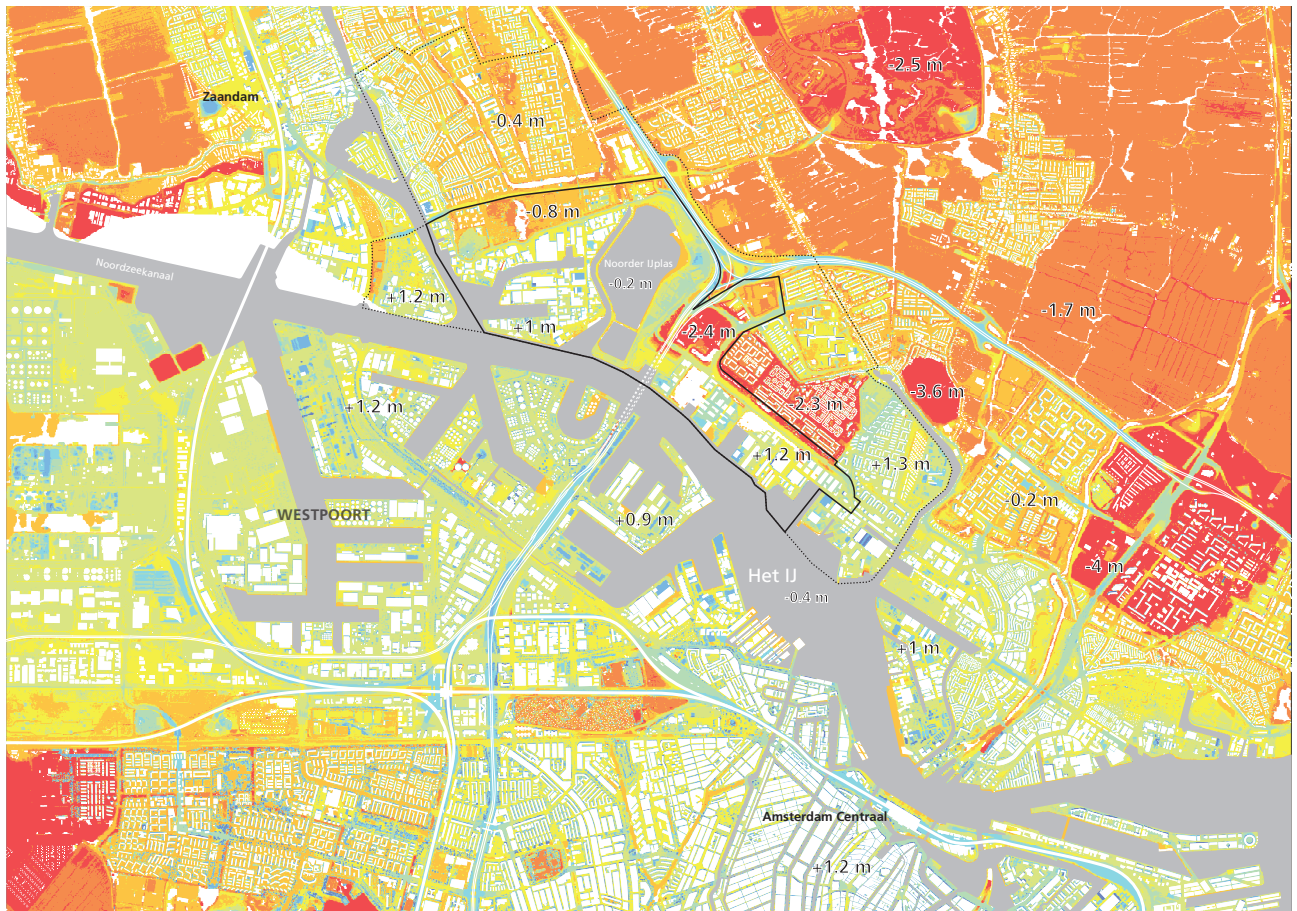 -2.5 m
Zaandam
-0.4 m
-0.8 m
Noordzeekanaal
Noorder IJplas
-0.2 m
+1.2 m
+1 m
-1.7 m
-2.4 m
-3.6 m
+1.2 m
-2.3 m
+1.2 m
+1.3 m
-0.2 m
WESTPOORT
+0.9 m
-4 m
Het IJ
-0.4 m
+1 m
Amsterdam Centraal
+1.2 m